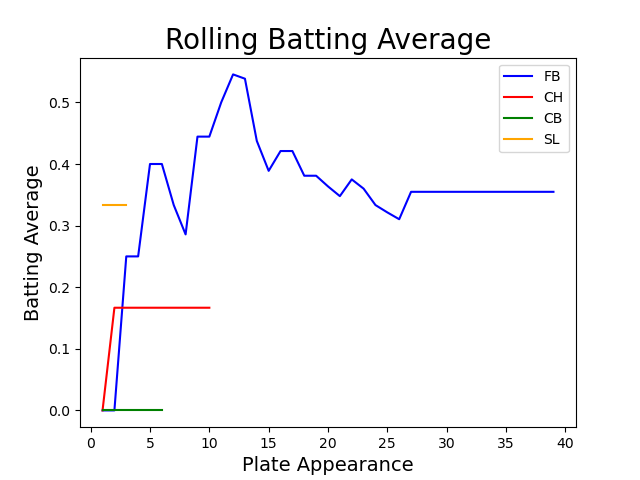 Rolling Batting Average
FB
CH
CB
SL
Batting Average
0.5
0.4
0.3
0.2
0.1
0.0
0 5 10 15 20 25 30 35 40
Plate Appearance